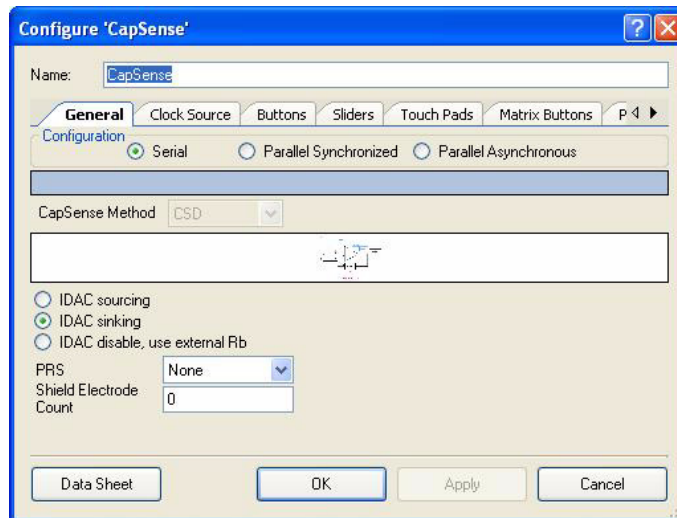 Configure 'CapSense'
Name: CapSense
General Clock Source Buttons Sliders Touch Pads Matrix Buttons P
Configuration
Serial Parallel Synchronized Parallel Asynchronous
CapSense Method CSD
IDAC sourcing
IDAC sinking
IDAC disable, use external Rb
PRS None
Shield Electrode
Count 0
Data Sheet OK Apply Cancel